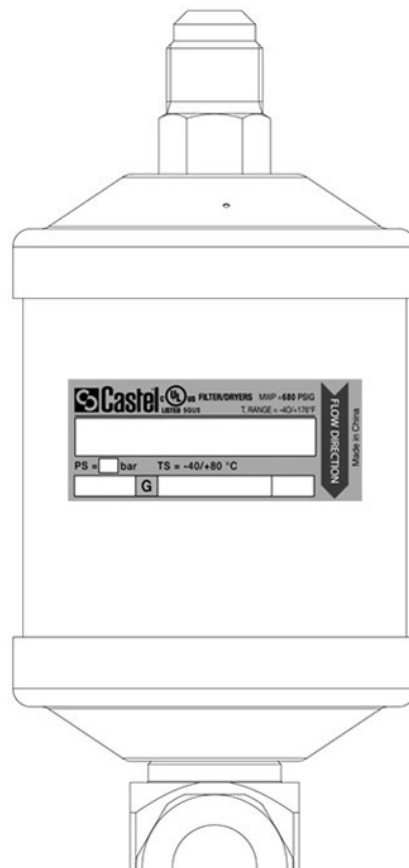 Castel c UL US FILTER/DRYERS MWP =680 PSIG
LISTED SGUS T. RANGE = -40/+176°F
PS = bar TS = -40/+80 °C
G
FLOW DIRECTION
Made in China